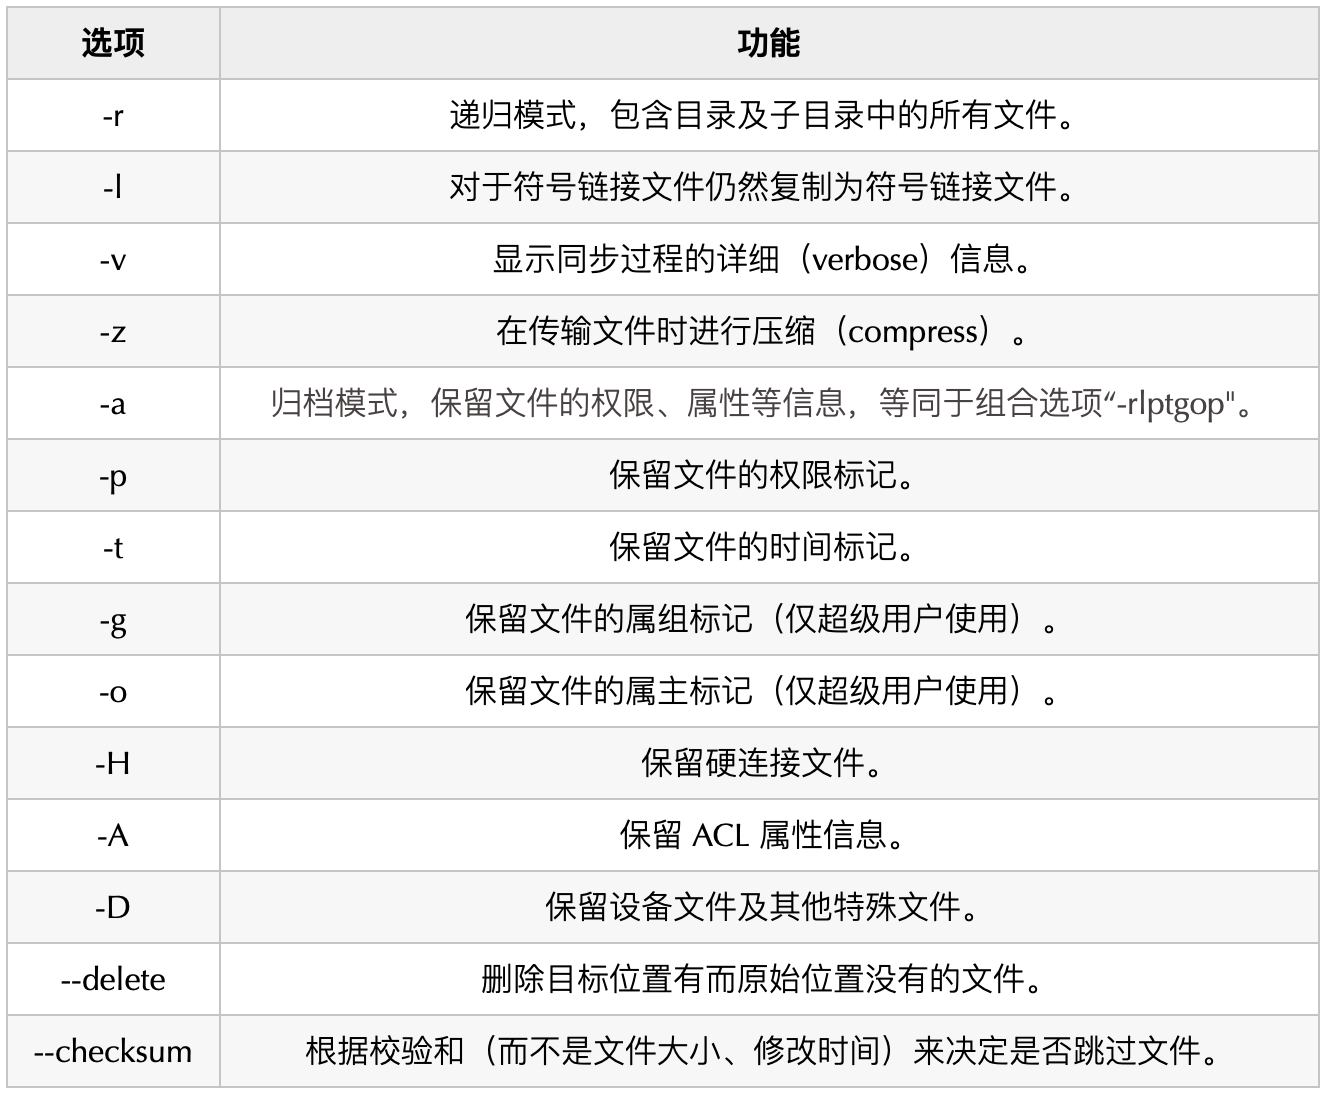 选项 功能
-r 递归模式，包含目录及子目录中的所有文件。
-l 对于符号链接文件仍然复制为符号链接文件。
-v 显示同步过程的详细（verbose）信息。
-z 在传输文件时进行压缩（compress）。
-a 归档模式，保留文件的权限、属性等信息，等同于组合选项“-rlptgop"。
-p 保留文件的权限标记。
-t 保留文件的时间标记。
-g 保留文件的属组标记（仅超级用户使用）。
-o 保留文件的属主标记（仅超级用户使用）。
-H 保留硬连接文件。
-A 保留 ACL 属性信息。
-D 保留设备文件及其他特殊文件。
--delete 删除目标位置有而原始位置没有的文件。
--checksum 根据校验和（而不是文件大小、修改时间）来决定是否跳过文件。